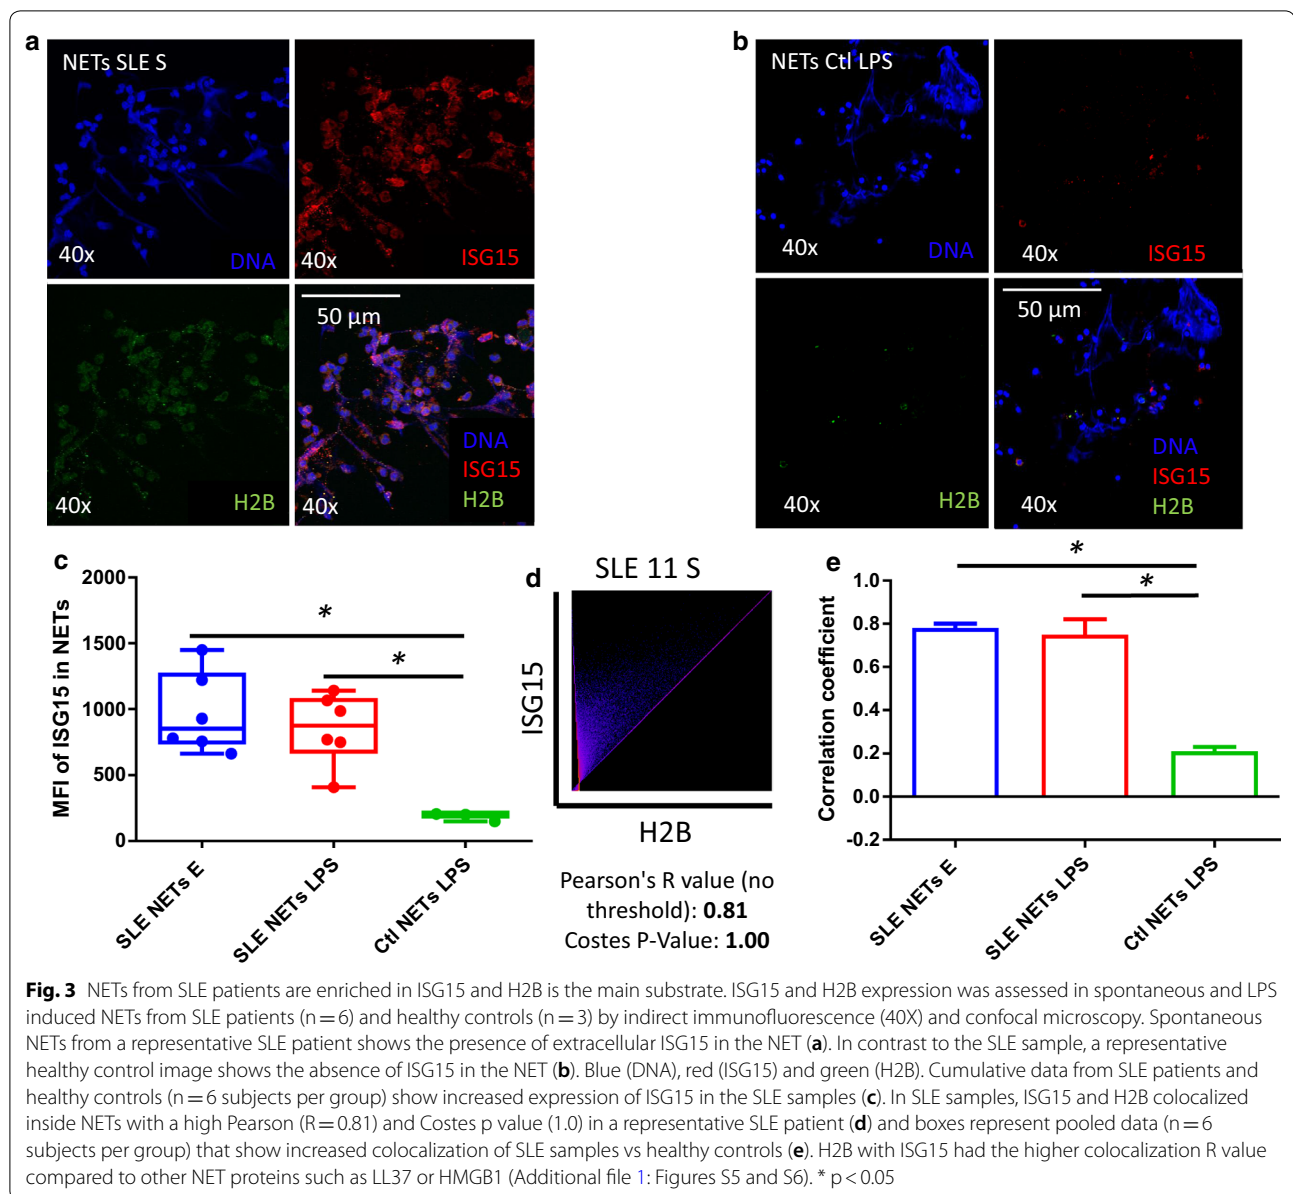 a
NETs SLE S
40x
DNA
40x
ISG15
40x
H2B
50 μm
DNA
ISG15
H2B
40x
b
NETs Ctl LPS
40x
DNA
40x
ISG15
40x
H2B
50 μm
DNA
ISG15
H2B
40x
c
MFI of ISG15 in NETs
2000
1500
1000
500
0
*
*
SLE NETs E
SLE NETs LPS
Ctl NETs LPS
d
SLE 11 S
ISG15
H2B
Pearson's R value (no
threshold): 0.81
Costes P-Value: 1.00
e
Correlation coefficient
1.0
0.8
0.6
0.4
0.2
0.0
-0.2
*
*
SLE NETs E
SLE NETs LPS
Ctl NETs LPS
Fig. 3 NETs from SLE patients are enriched in ISG15 and H2B is the main substrate. ISG15 and H2B expression was assessed in spontaneous and LPS
induced NETs from SLE patients (n = 6) and healthy controls (n = 3) by indirect immunofluorescence (40X) and confocal microscopy. Spontaneous
NETs from a representative SLE patient shows the presence of extracellular ISG15 in the NET (a). In contrast to the SLE sample, a representative
healthy control image shows the absence of ISG15 in the NET (b). Blue (DNA), red (ISG15) and green (H2B). Cumulative data from SLE patients and
healthy controls (n = 6 subjects per group) show increased expression of ISG15 in the SLE samples (c). In SLE samples, ISG15 and H2B colocalized
inside NETs with a high Pearson (R = 0.81) and Costes p value (1.0) in a representative SLE patient (d) and boxes represent pooled data (n = 6
subjects per group) that show increased colocalization of SLE samples vs healthy controls (e). H2B with ISG15 had the higher colocalization R value
compared to other NET proteins such as LL37 or HMGB1 (Additional file 1: Figures S5 and S6). * p < 0.05